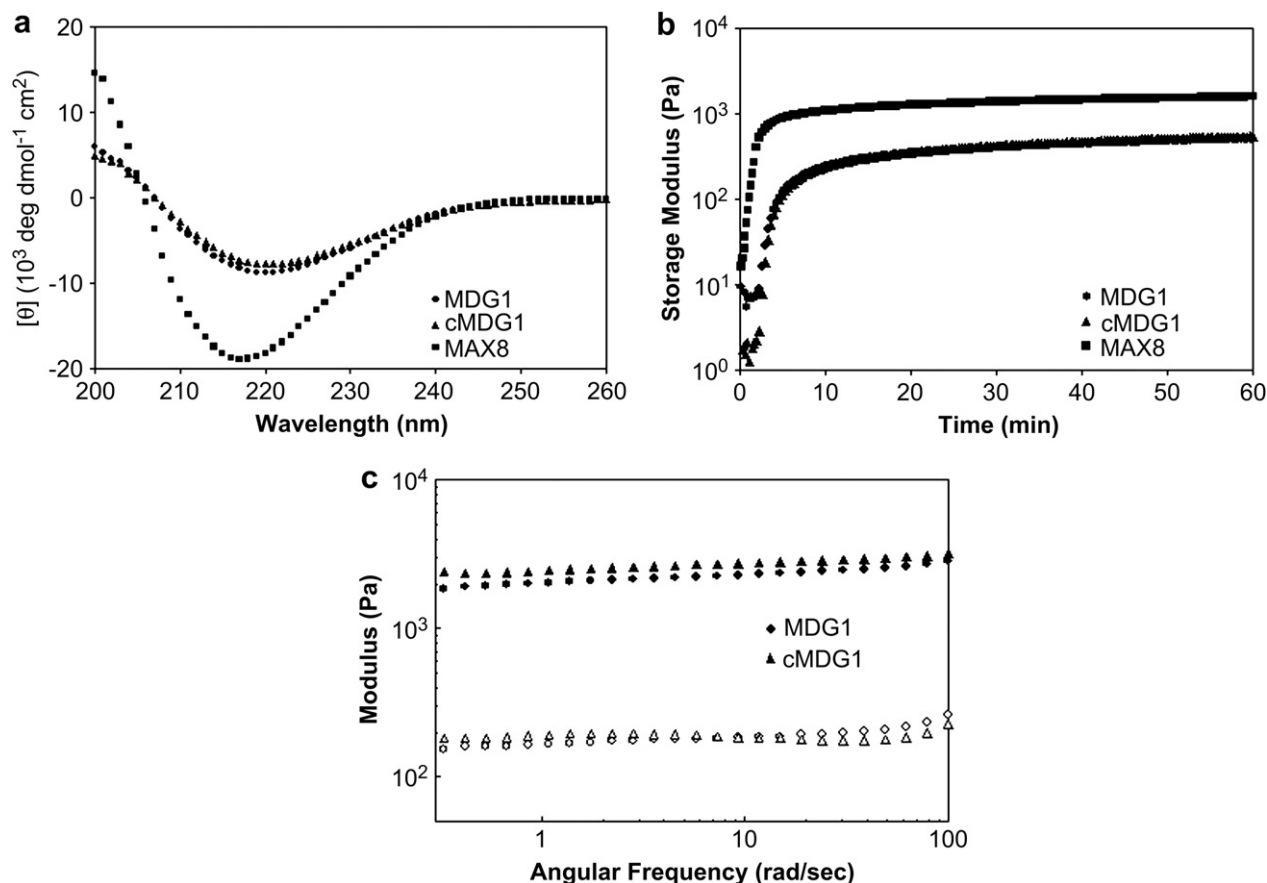 a
20
10
0
-10
-20
[θ] (10³ deg dmol⁻¹ cm²)
MDG1
cMDG1
MAX8
200 210 220 230 240 250 260
Wavelength (nm)
b
10⁴
10³
10²
10¹
10⁰
Storage Modulus (Pa)
MDG1
cMDG1
MAX8
0 10 20 30 40 50 60
Time (min)
c
10⁴
10³
10²
Modulus (Pa)
MDG1
cMDG1
1 10 100
Angular Frequency (rad/sec)